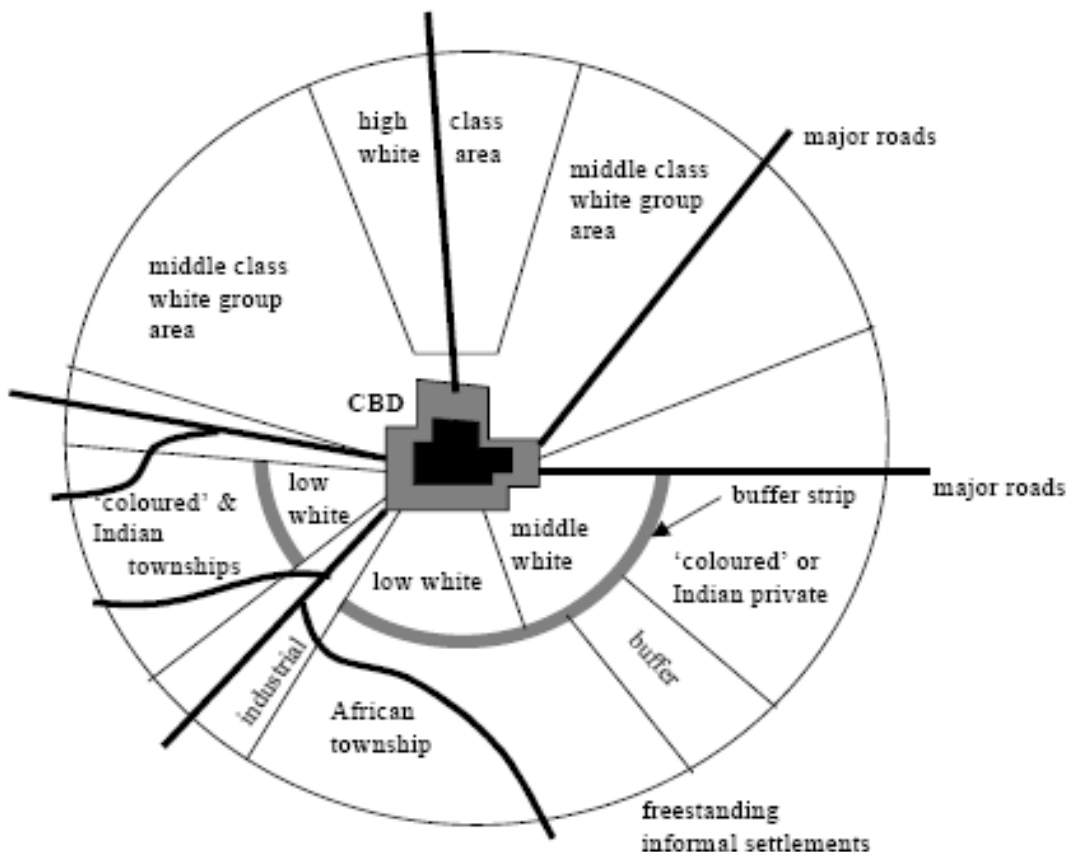 high class
white area
major roads
middle class
white group
area
middle class
white group
area
CBD
low
white
buffer strip
major roads
'coloured' &
Indian
townships
middle
white
low white
'coloured' or
Indian private
buffer
industrial
African
township
freestanding
informal settlements